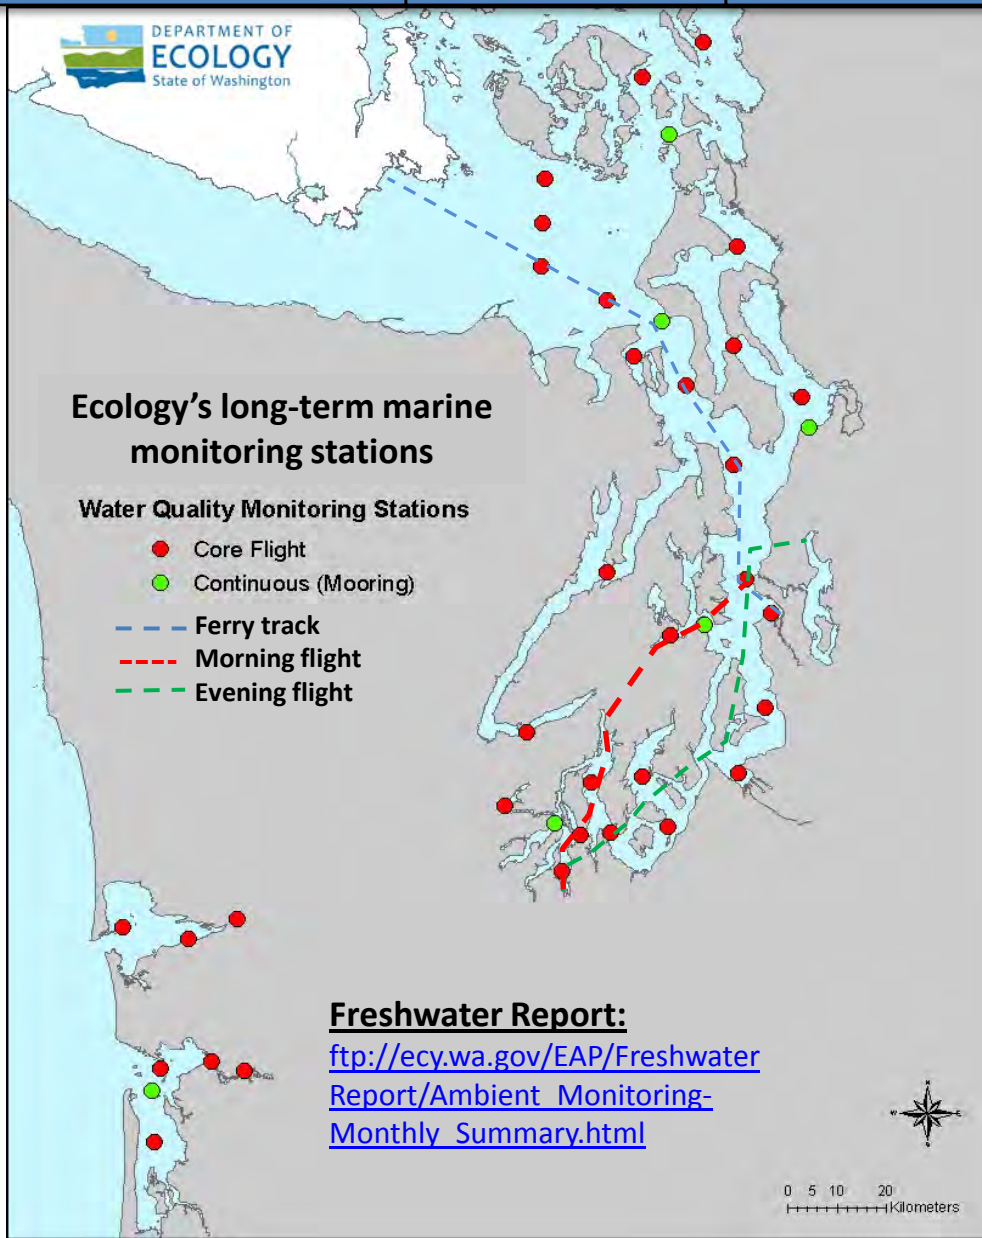 DEPARTMENT OF
ECOLOGY
State of Washington
Ecology's long-term marine
monitoring stations
Water Quality Monitoring Stations
Core Flight
Continuous (Mooring)
Ferry track
Morning flight
Evening flight
Freshwater Report:
ftp://ecy.wa.gov/EAP/Freshwater
Report/Ambient_Monitoring-
Monthly_Summary.html
N
W E
S
0 5 10 20
Kilometers